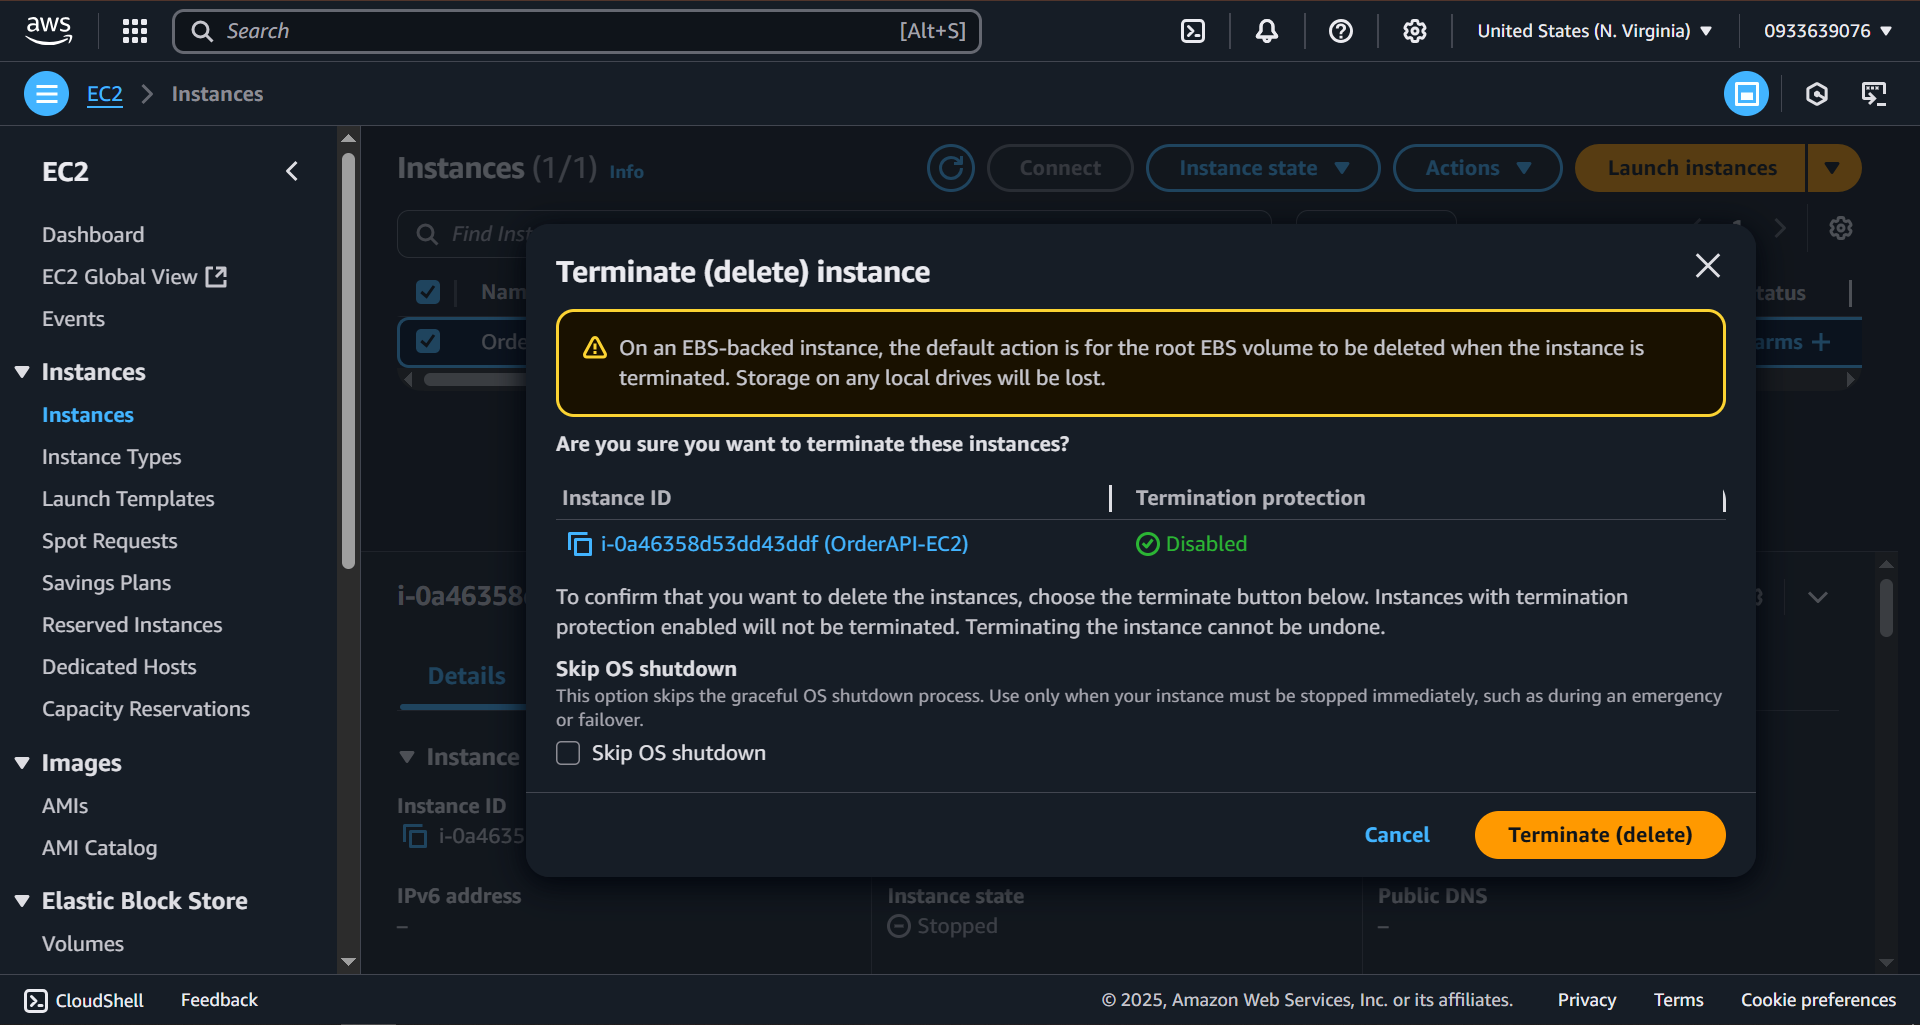 aws
Search [Alt+S]
United States (N. Virginia)
0933639076
EC2
Instances
EC2
Dashboard
EC2 Global View
Events
Instances
Instances
Instance Types
Launch Templates
Spot Requests
Savings Plans
Reserved Instances
Dedicated Hosts
Capacity Reservations
Images
AMIs
AMI Catalog
Elastic Block Store
Volumes
Instances (1/1) Info
Connect
Instance state
Actions
Launch instances
Find Inst
1
Nam
tatus
Orde
arms +
Terminate (delete) instance
On an EBS-backed instance, the default action is for the root EBS volume to be deleted when the instance is
terminated. Storage on any local drives will be lost.
Are you sure you want to terminate these instances?
Instance ID
Termination protection
i-0a46358d53dd43ddf (OrderAPI-EC2)
Disabled
To confirm that you want to delete the instances, choose the terminate button below. Instances with termination
protection enabled will not be terminated. Terminating the instance cannot be undone.
Skip OS shutdown
This option skips the graceful OS shutdown process. Use only when your instance must be stopped immediately, such as during an emergency
or failover.
Skip OS shutdown
Cancel
Terminate (delete)
i-0a46358
Details
Instance
Instance ID
i-0a4635
IPv6 address
–
Instance state
Stopped
Public DNS
–
CloudShell
Feedback
© 2025, Amazon Web Services, Inc. or its affiliates.
Privacy
Terms
Cookie preferences